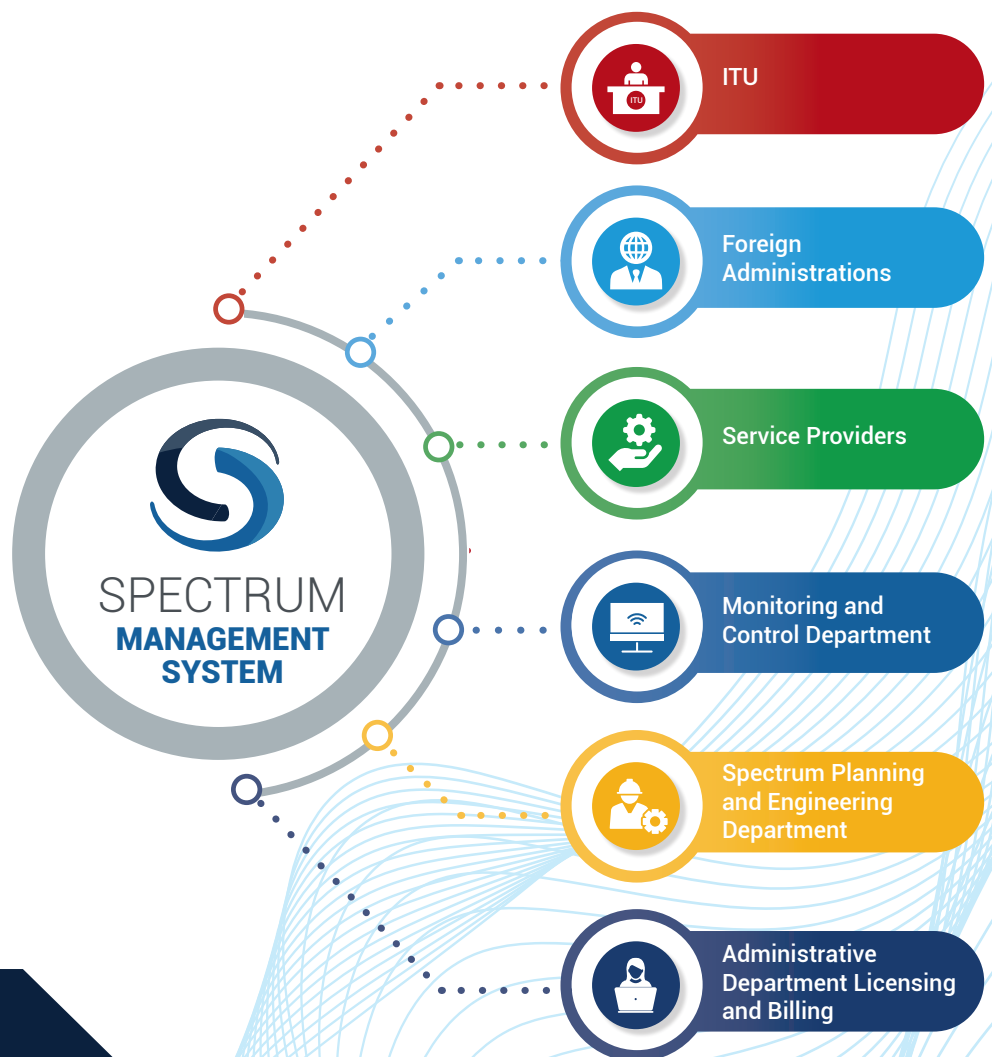 ITU
ITU
Foreign
Administrations
Service Providers
SPECTRUM
MANAGEMENT
SYSTEM
Monitoring and
Control Department
Spectrum Planning
and Engineering
Department
Administrative
Department Licensing
and Billing